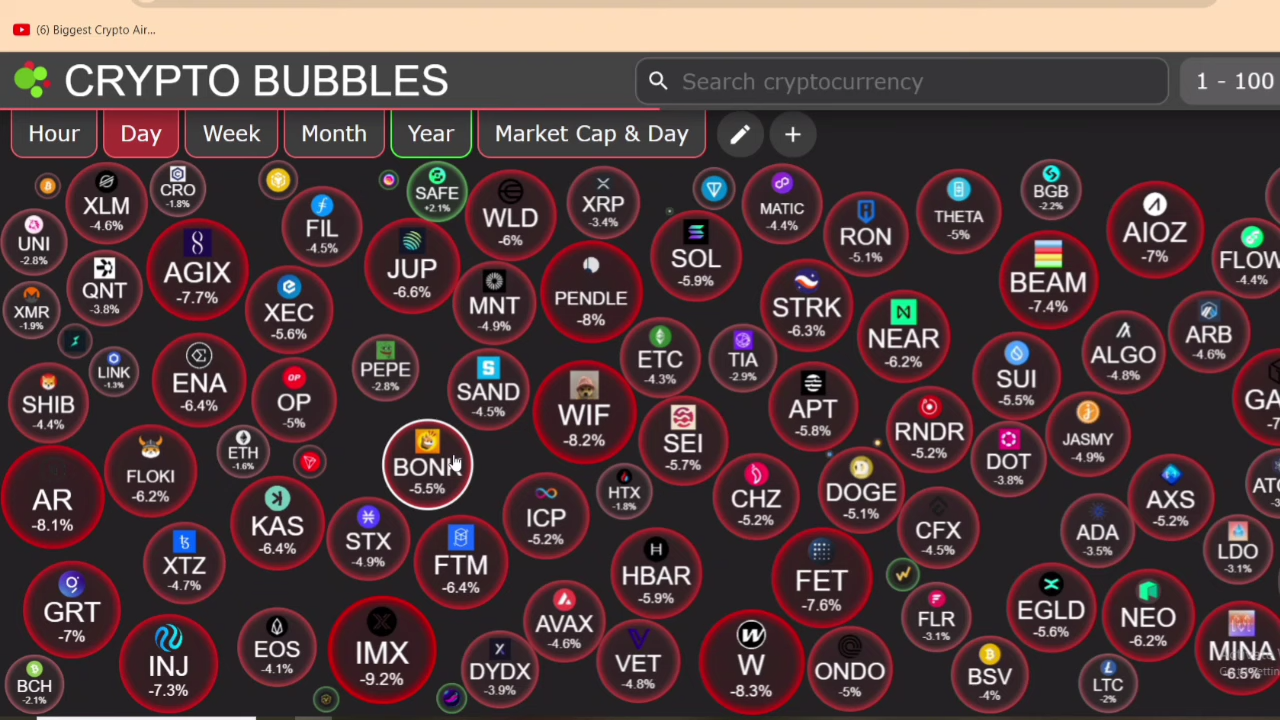 (6) Biggest Crypto Air...
CRYPTO BUBBLES
Search cryptocurrency
1 - 100
Hour
Day
Week
Month
Year
Market Cap & Day
XLM
-4.6%
CRO
-1.8%
SAFE
+2.1%
WLD
-6%
XRP
-3.4%
MATIC
-4.4%
BGB
-2.2%
UNI
-2.8%
FIL
-4.5%
RON
-5.1%
THETA
-5%
AIOZ
-7%
FLOW
-4.4%
AGIX
-7.7%
JUP
-6.6%
SOL
-5.9%
QNT
-3.8%
XMR
-1.9%
XEC
-5.6%
MNT
-4.9%
PENDLE
-8%
STRK
-6.3%
BEAM
-7.4%
NEAR
-6.2%
ARB
-4.6%
LINK
-1.3%
ENA
-6.4%
PEPE
-2.8%
ETC
-4.3%
TIA
-2.9%
ALGO
-4.8%
SHIB
-4.4%
OP
-5%
SAND
-4.5%
WIF
-8.2%
APT
-5.8%
SUI
-5.5%
ETH
-1.6%
BONK
-5.5%
SEI
-5.7%
RNDR
-5.2%
DOT
-3.8%
JASMY
-4.9%
AR
-8.1%
FLOKI
-6.2%
HTX
-1.8%
CHZ
-5.2%
DOGE
-5.1%
AXS
-5.2%
KAS
-6.4%
STX
-4.9%
ICP
-5.2%
CFX
-4.5%
ADA
-3.5%
LDO
-3.1%
XTZ
-4.7%
FTM
-6.4%
HBAR
-5.9%
FET
-7.6%
GRT
-7%
AVAX
-4.6%
FLR
-3.1%
EGLD
-5.6%
NEO
-6.2%
INJ
-7.3%
EOS
-4.1%
IMX
-9.2%
DYDX
-3.9%
VET
-4.8%
W
-8.3%
ONDO
-5%
BSV
-4%
LTC
-2%
MINA
-6.5%
BCH
-2.1%